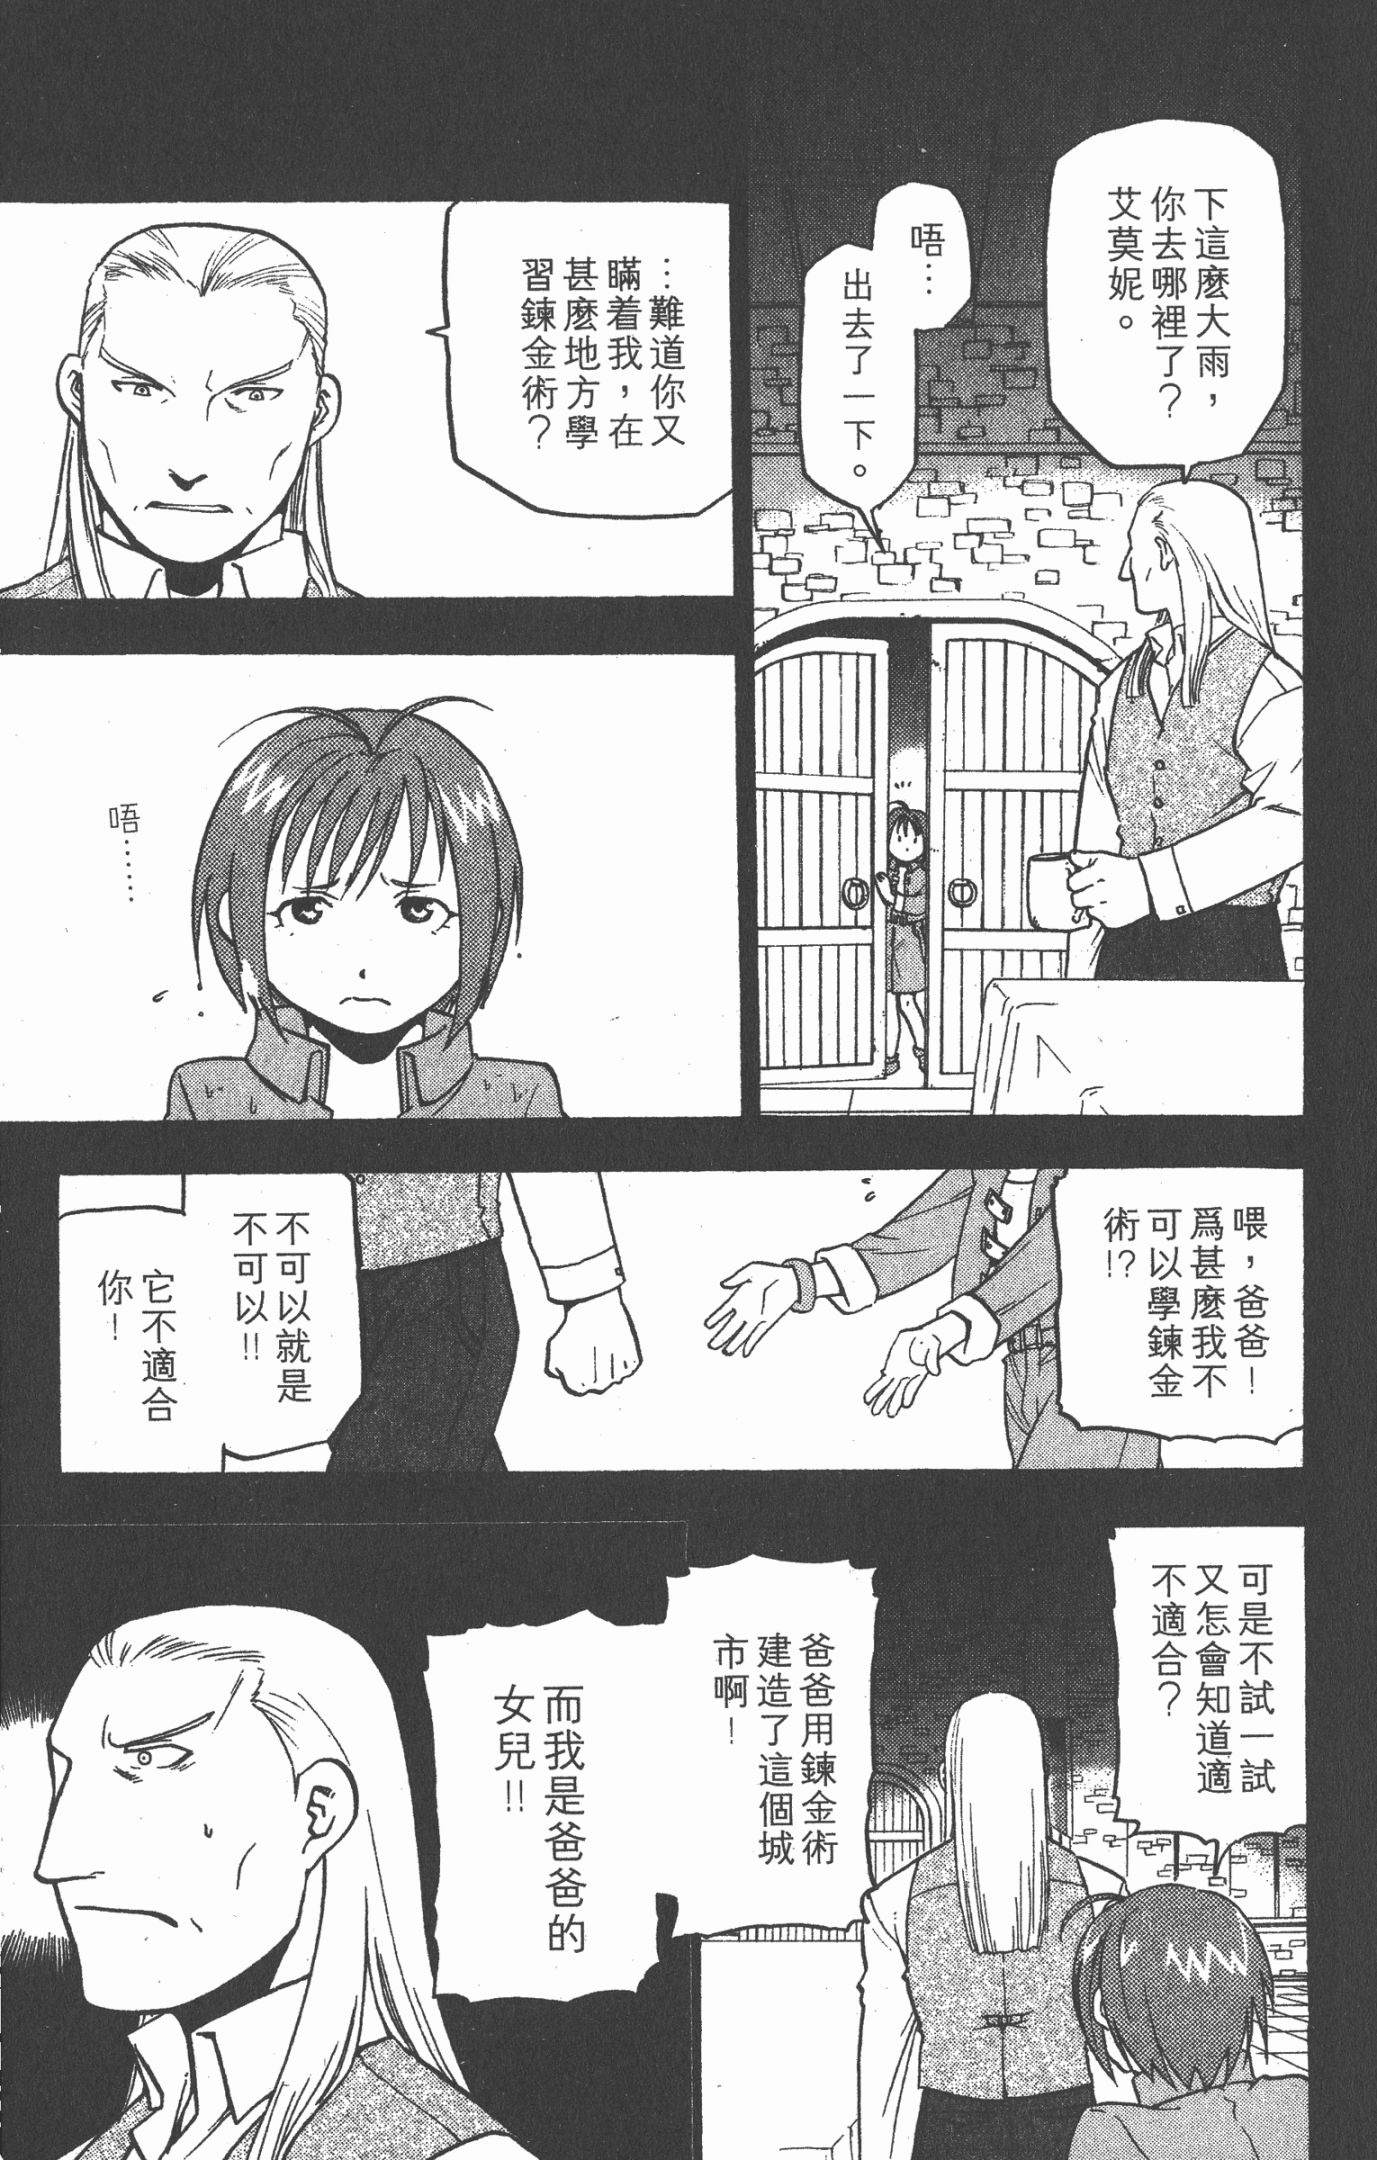 下這麼大雨，
你去哪裡了？
艾莫妮。
唔…
出去了一下。
…難道你又
瞞着我，在
甚麼地方學
習鍊金術？
唔……
喂，爸爸！
爲甚麼我不
可以學鍊金
術！？
不可以就是
不可以！！
它不適合
你！
可是不試一試
又怎會知道適
不適合？
爸爸用鍊金術
建造了這個城
市啊！
而我是爸爸的
女兒！！